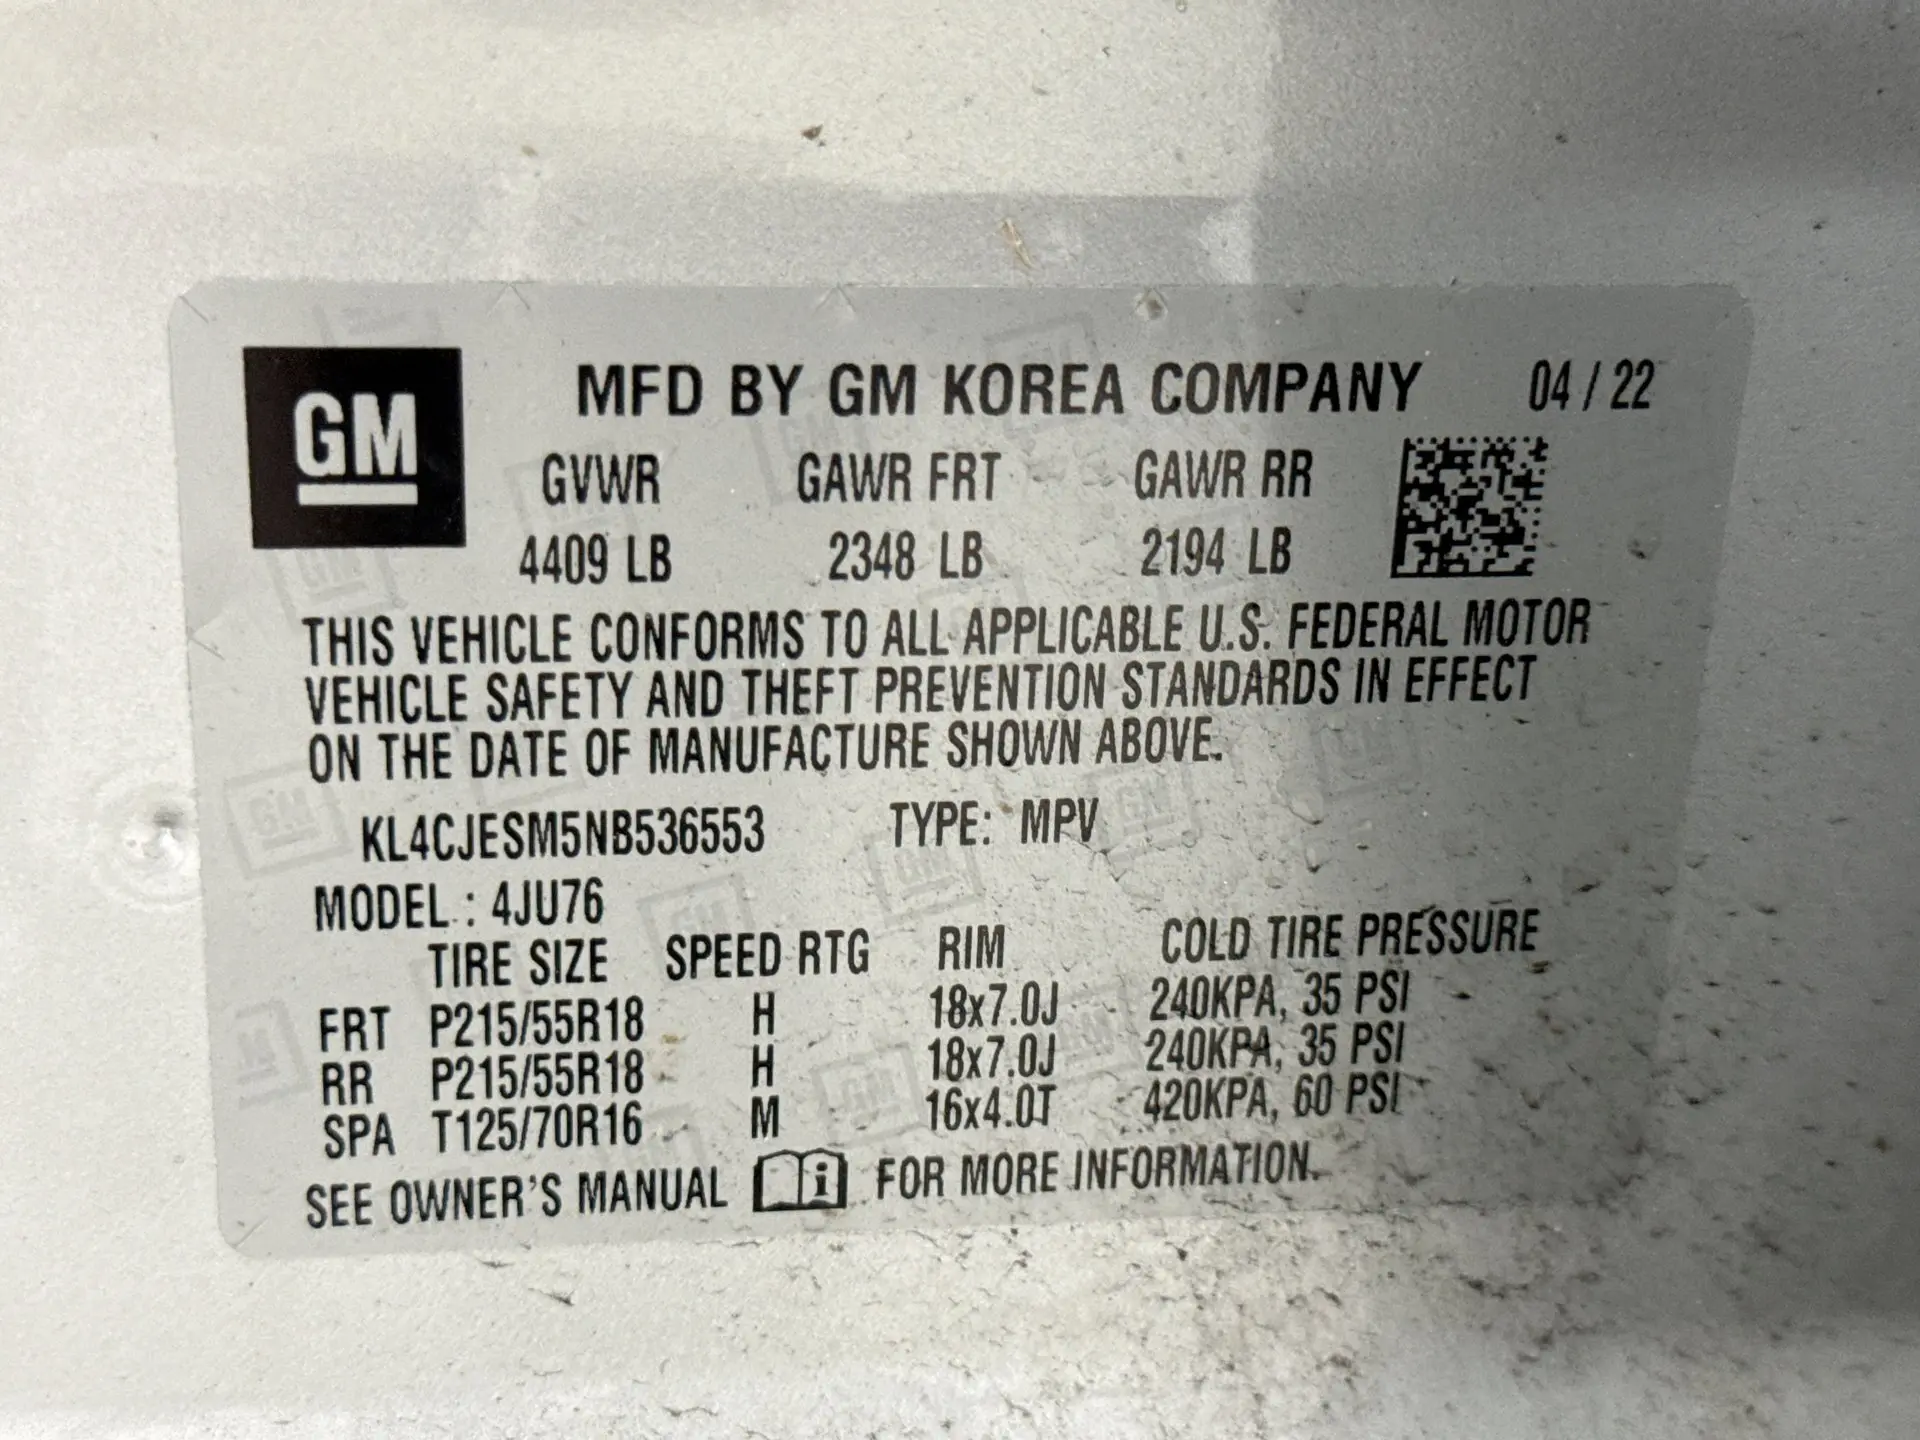 GM
MFD BY GM KOREA COMPANY 04 / 22
GVWR GAWR FRT GAWR RR
4409 LB 2348 LB 2194 LB
THIS VEHICLE CONFORMS TO ALL APPLICABLE U.S. FEDERAL MOTOR
VEHICLE SAFETY AND THEFT PREVENTION STANDARDS IN EFFECT
ON THE DATE OF MANUFACTURE SHOWN ABOVE.
KL4CJESM5NB536553 TYPE: MPV
MODEL : 4JU76
TIRE SIZE SPEED RTG RIM COLD TIRE PRESSURE
FRT P215/55R18 H 18x7.0J 240KPA, 35 PSI
RR P215/55R18 H 18x7.0J 240KPA, 35 PSI
SPA T125/70R16 M 16x4.0T 420KPA, 60 PSI
SEE OWNER'S MANUAL i FOR MORE INFORMATION.